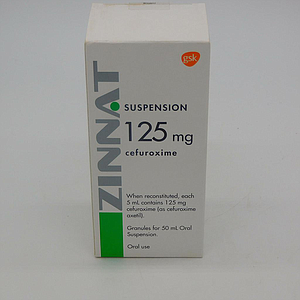 gsk
ZINNAT
SUSPENSION
125 mg
cefuroxime
When reconstituted, each
5 mL contains 125 mg
cefuroxime (as cefuroxime
axetil).
Granules for 50 mL Oral
Suspension.
Oral use